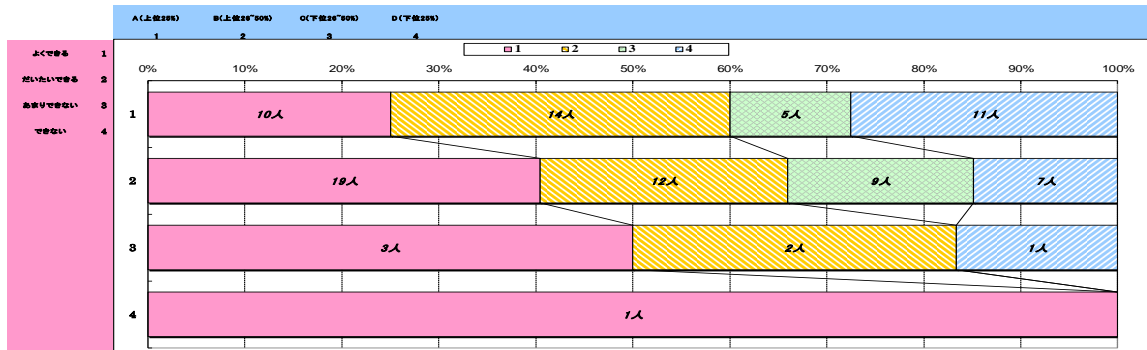 A(上位25%) B(上位26~50%) C(下位26~50%) D(下位25%)
1 2 3 4
よくできる 1
だいたいできる 2
あまりできない 3
できない 4
1 2 3 4
0% 10% 20% 30% 40% 50% 60% 70% 80% 90% 100%
1 10人 14人 5人 11人
2 19人 12人 9人 7人
3 3人 2人 1人
4 1人